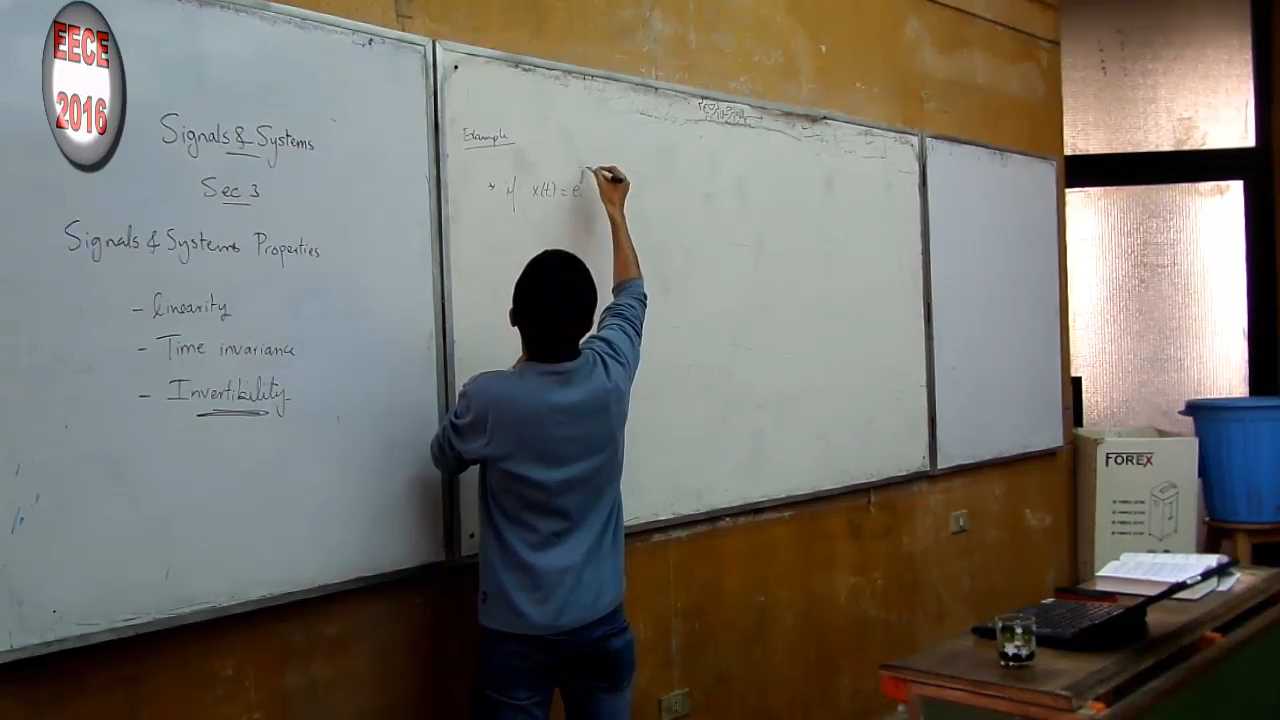 EECE
2016
Signals & Systems
Sec 3
Signals & Systems Properties
- linearity
- Time invariance
- Invertibility
Example
* if x(t) = e^j
FOREX